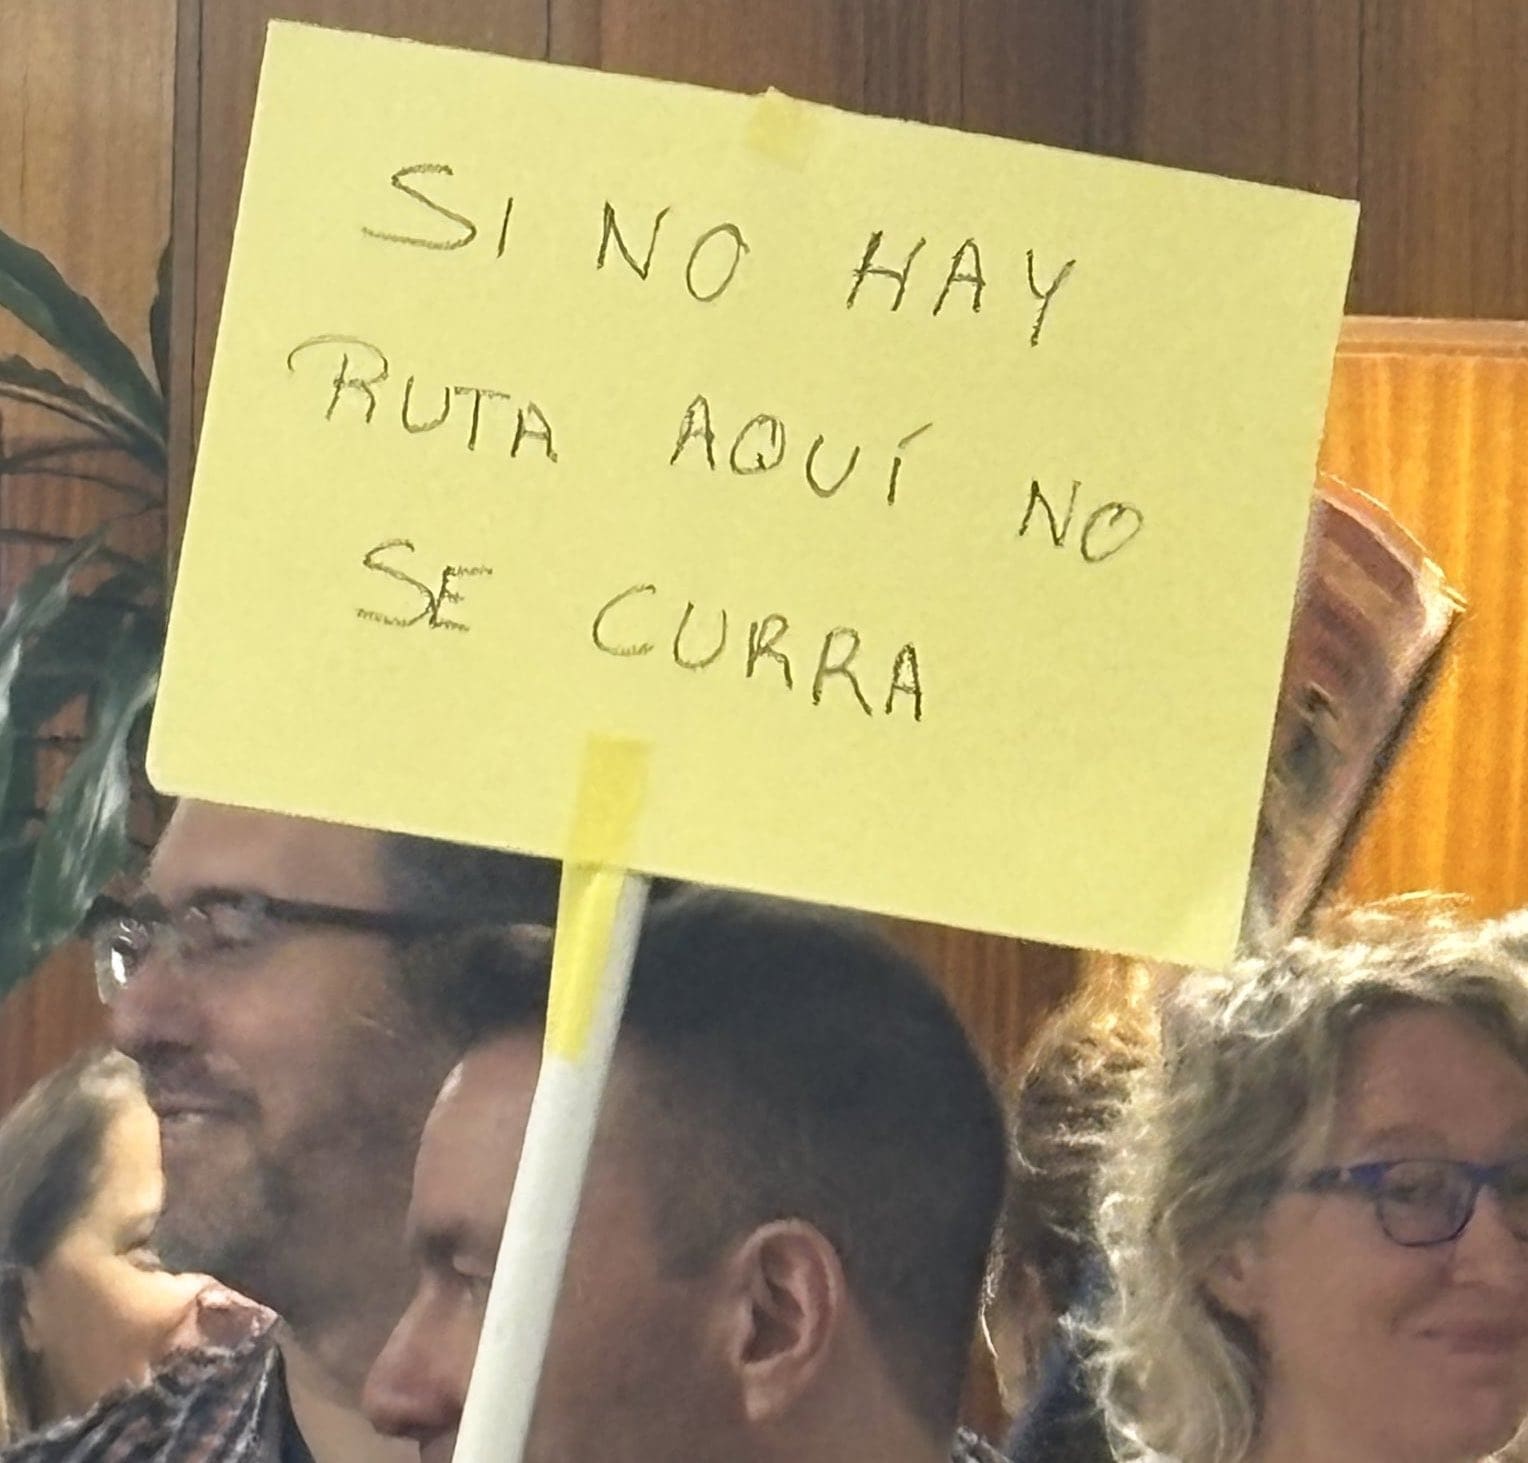 SI NO HAY
RUTA AQUÍ NO
SE CURRA